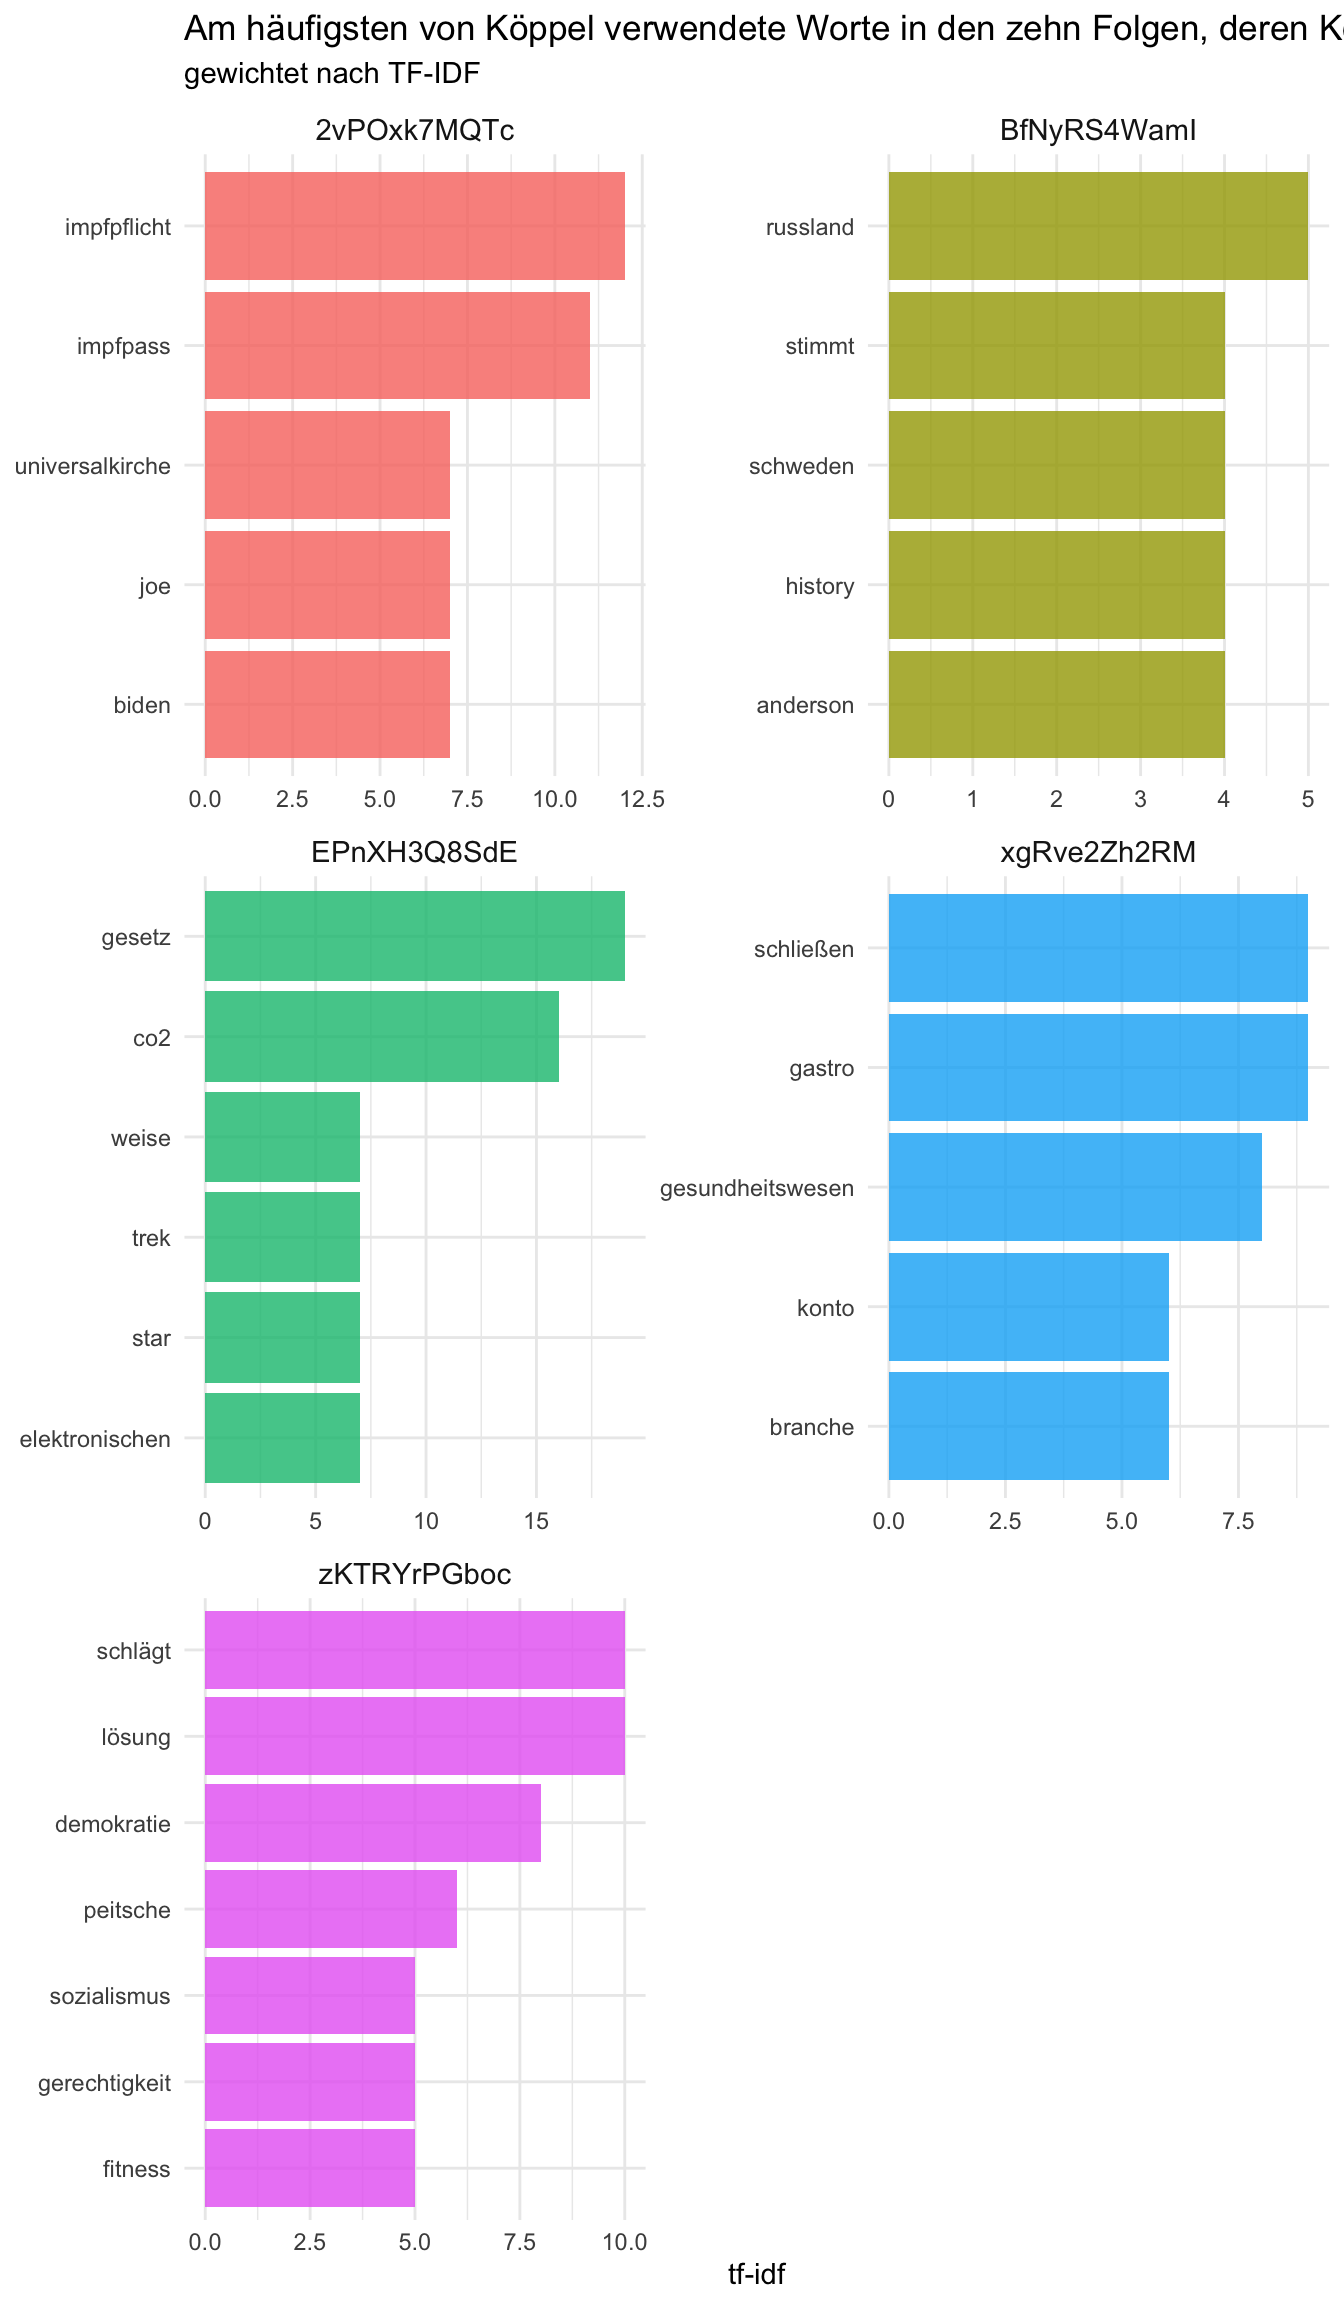 Am häufigsten von Köppel verwendete Worte in den zehn Folgen, deren
gewichtet nach TF-IDF
2vPOxk7MQTc
impfpflicht
impfpass
universalkirche
joe
biden
0.0 2.5 5.0 7.5 10.0 12.5
BfNyRS4WamI
russland
stimmt
schweden
history
anderson
0 1 2 3 4 5
EPnXH3Q8SdE
gesetz
co2
weise
trek
star
elektronischen
0 5 10 15
xgRve2Zh2RM
schließen
gastro
gesundheitswesen
konto
branche
0.0 2.5 5.0 7.5
zKTRYrPGboc
schlägt
lösung
demokratie
peitsche
sozialismus
gerechtigkeit
fitness
0.0 2.5 5.0 7.5 10.0
tf-idf